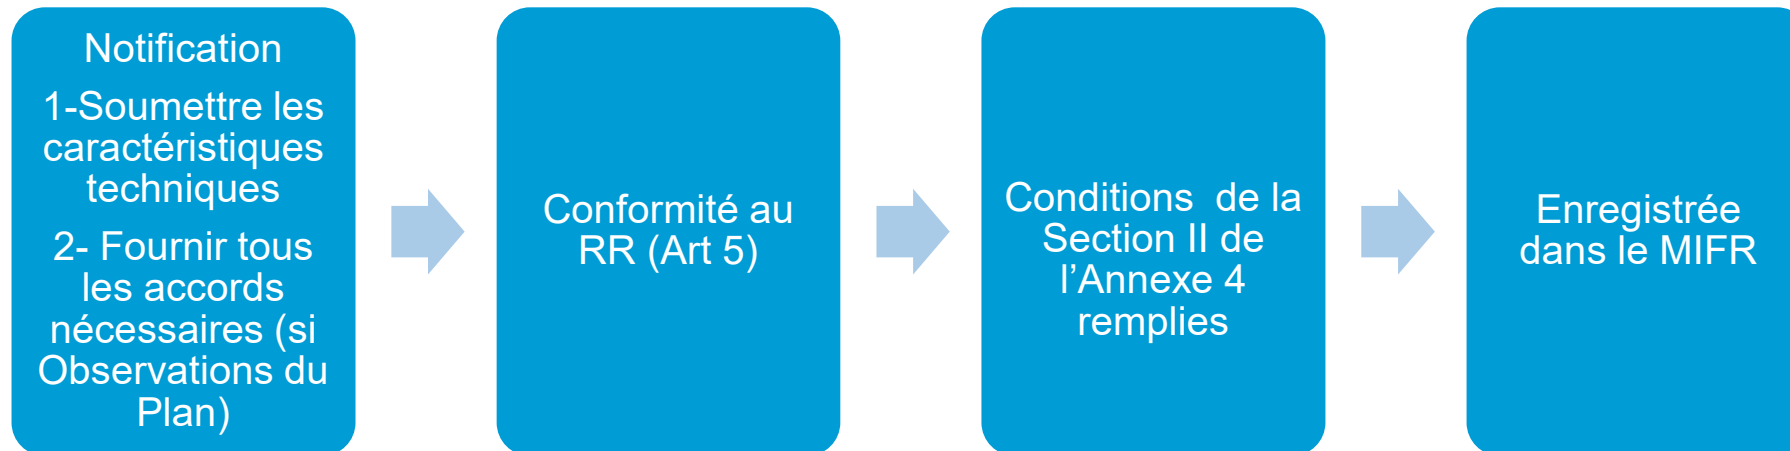 Notification
1-Soumettre les
caractéristiques
techniques
2- Fournir tous
les accords
nécessaires (si
Observations du
Plan)
Conformité au
RR (Art 5)
Conditions  de la
Section II de
l’Annexe 4
remplies
Enregistrée
dans le MIFR